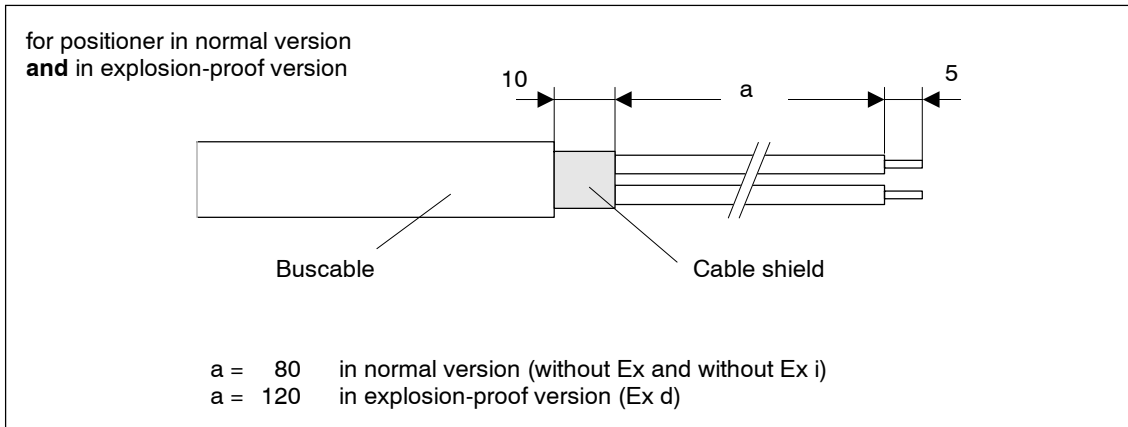 for positioner in normal version
and in explosion-proof version
10
a
5
Buscable
Cable shield
a = 80 in normal version (without Ex and without Ex i)
a = 120 in explosion-proof version (Ex d)